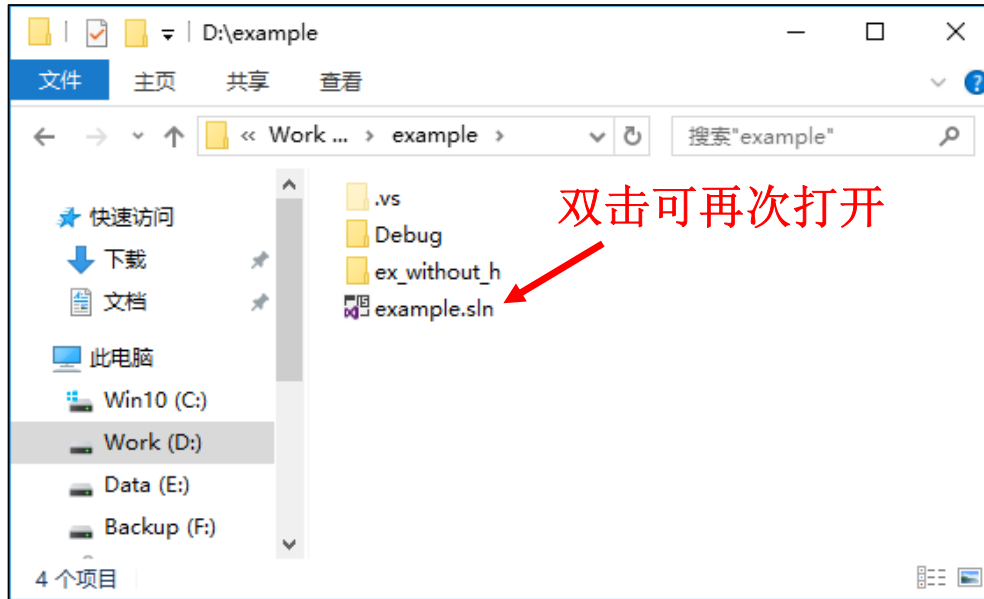 D:\example
文件 主页 共享 查看
« Work ... › example ›
搜索"example"
双击可再次打开
快速访问
下载
文档
此电脑
Win10 (C:)
Work (D:)
Data (E:)
Backup (F:)
.vs
Debug
ex_without_h
example.sln
4 个项目